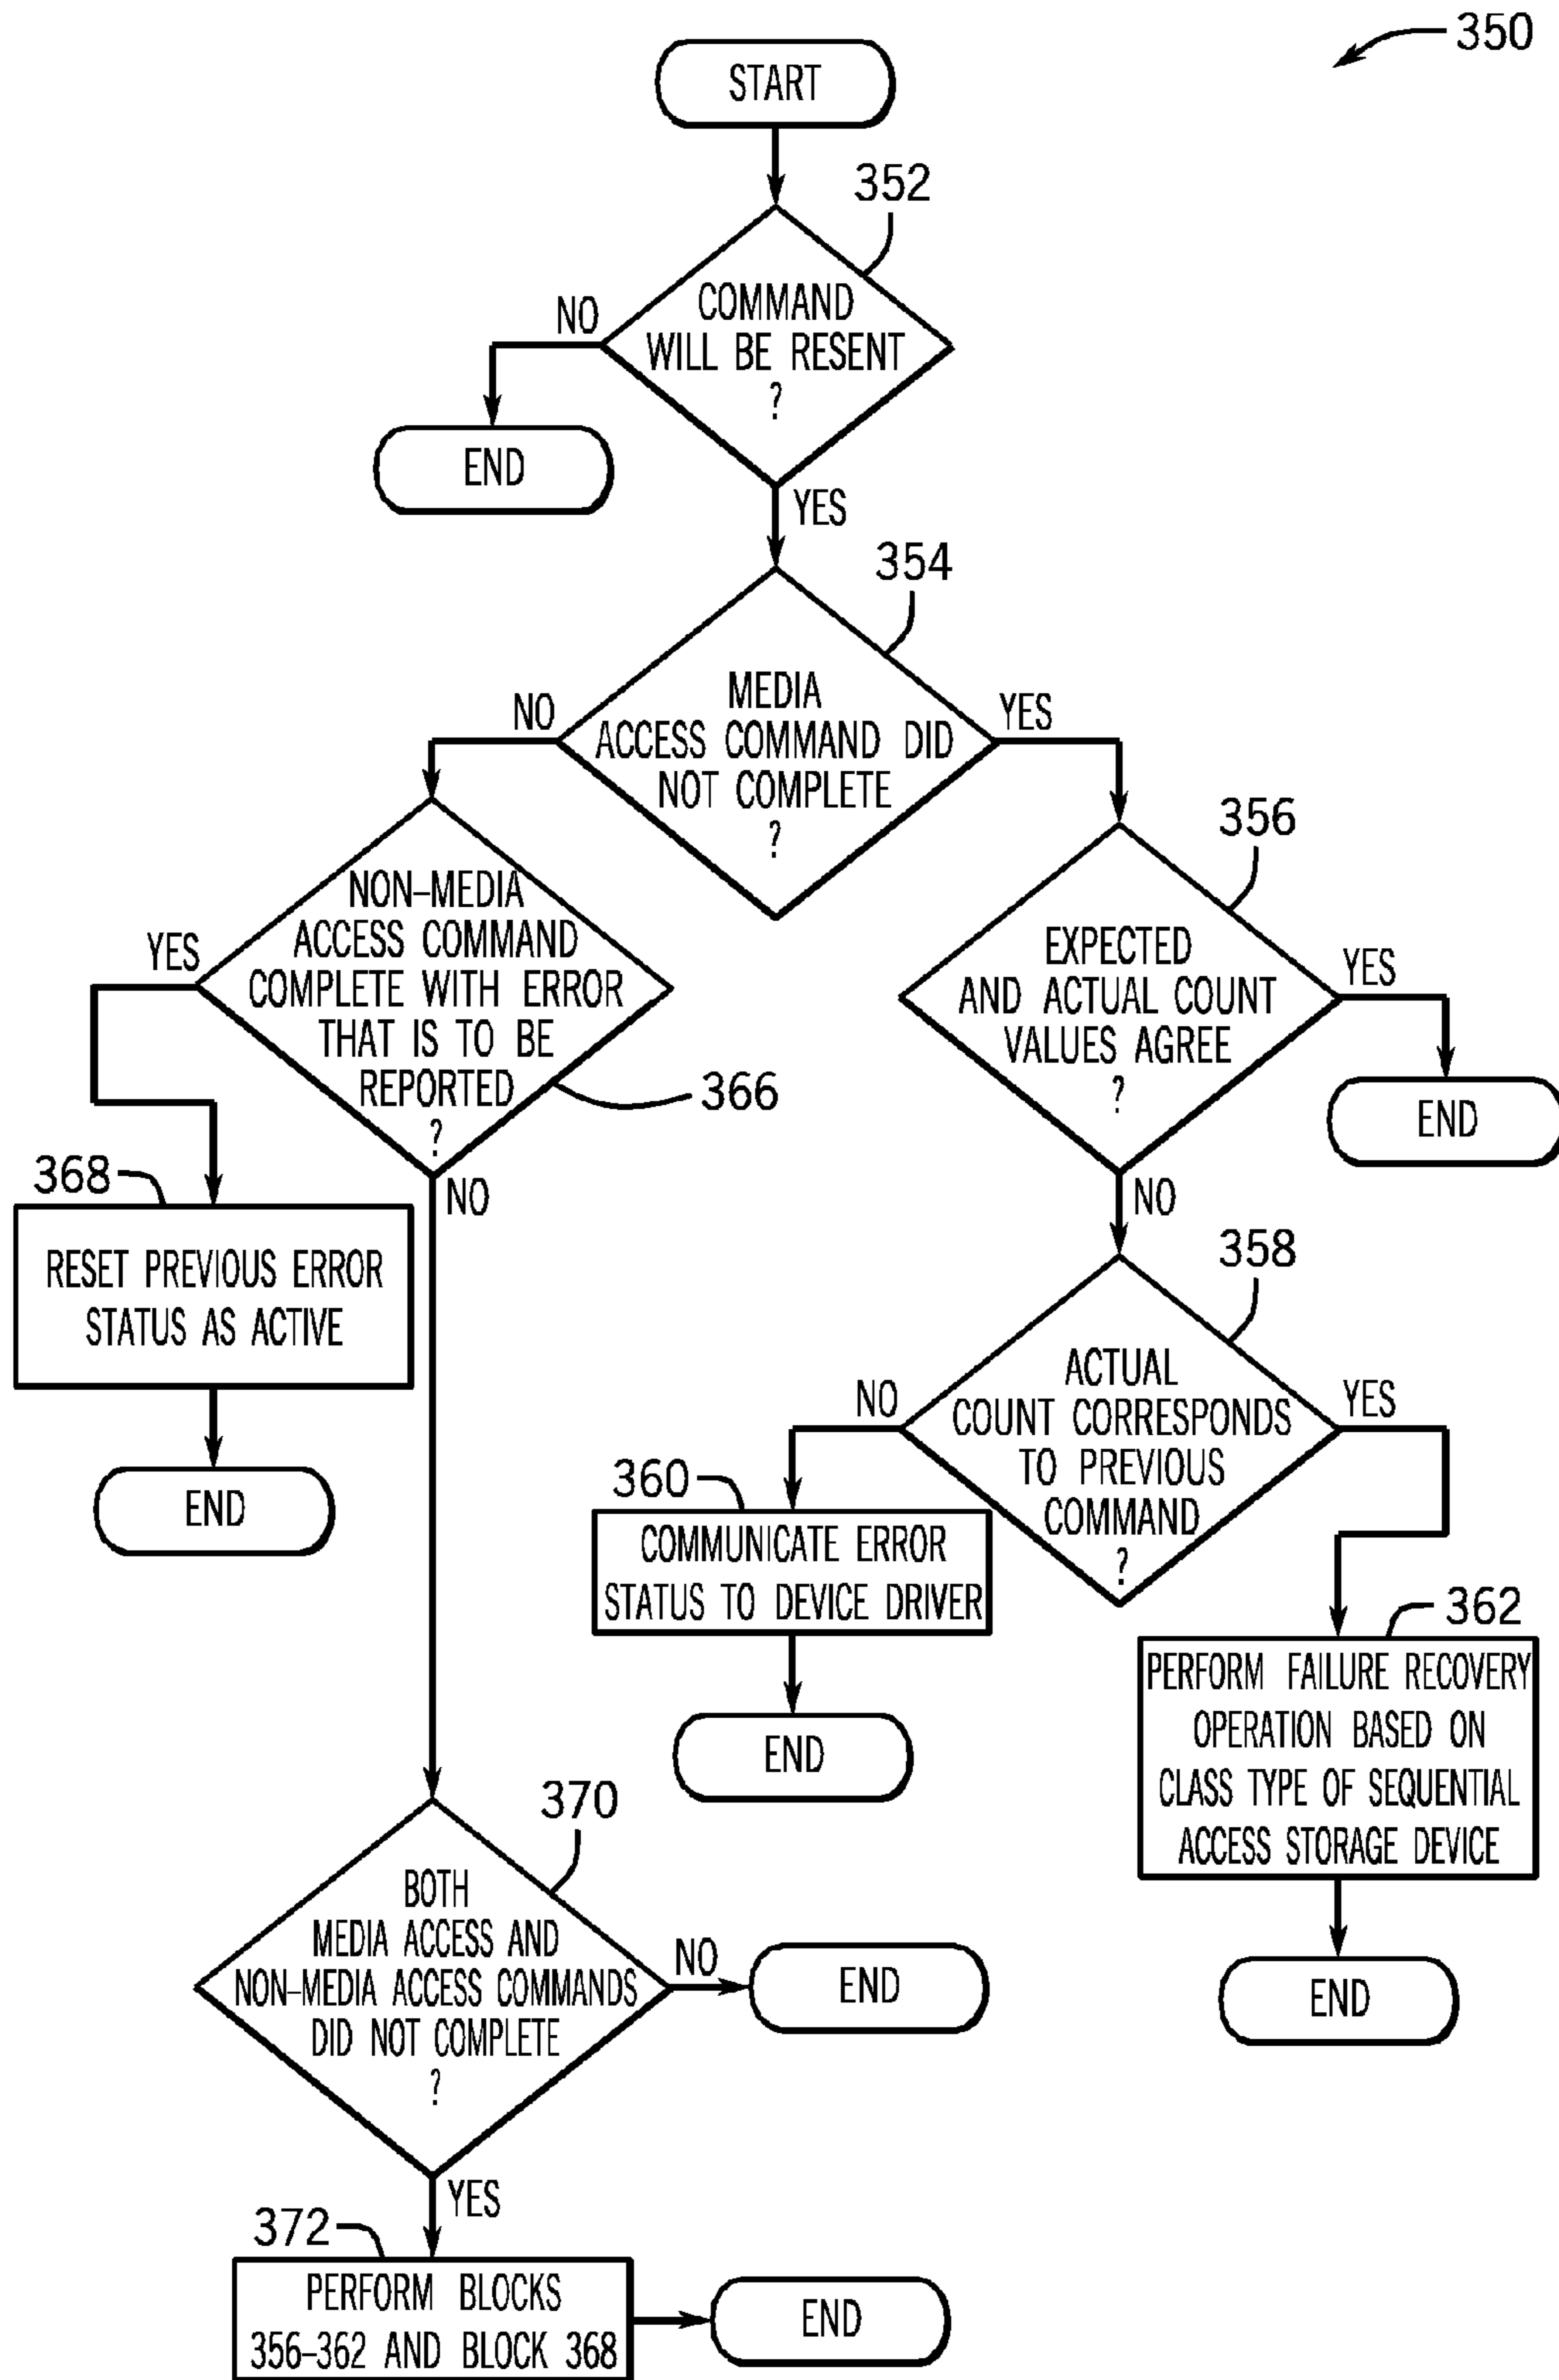 350
START
352
COMMAND
WILL BE RESENT
?
NO
END
YES
354
MEDIA
ACCESS COMMAND DID
NOT COMPLETE
?
NO
YES
356
EXPECTED
AND ACTUAL COUNT
VALUES AGREE
?
YES
END
NO
NON-MEDIA
ACCESS COMMAND
COMPLETE WITH ERROR
THAT IS TO BE
REPORTED
?
366
YES
NO
368
RESET PREVIOUS ERROR
STATUS AS ACTIVE
END
358
ACTUAL
COUNT CORRESPONDS
TO PREVIOUS
COMMAND
?
NO
YES
360
COMMUNICATE ERROR
STATUS TO DEVICE DRIVER
END
362
PERFORM FAILURE RECOVERY
OPERATION BASED ON
CLASS TYPE OF SEQUENTIAL
ACCESS STORAGE DEVICE
END
370
BOTH
MEDIA ACCESS AND
NON-MEDIA ACCESS COMMANDS
DID NOT COMPLETE
?
NO
END
YES
372
PERFORM BLOCKS
356-362 AND BLOCK 368
END